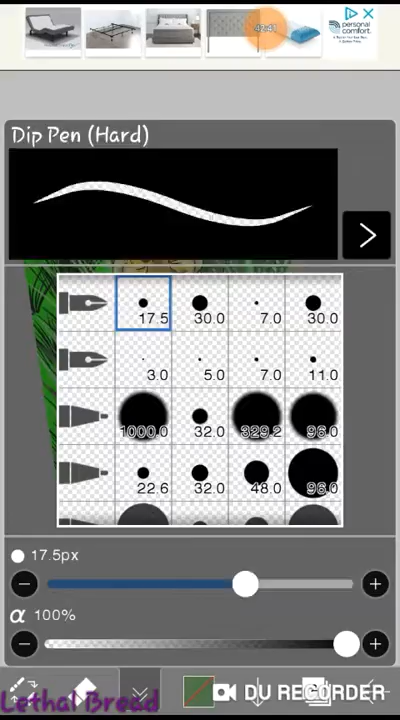 42:41
personal
comfort
Dip Pen (Hard)
17.5 30.0 7.0 30.0
3.0 5.0 7.0 11.0
1000.0 32.0 329.2 96.0
22.6 32.0 48.0 96.0
17.5px
α 100%
Lethal Bread
DU RECORDER